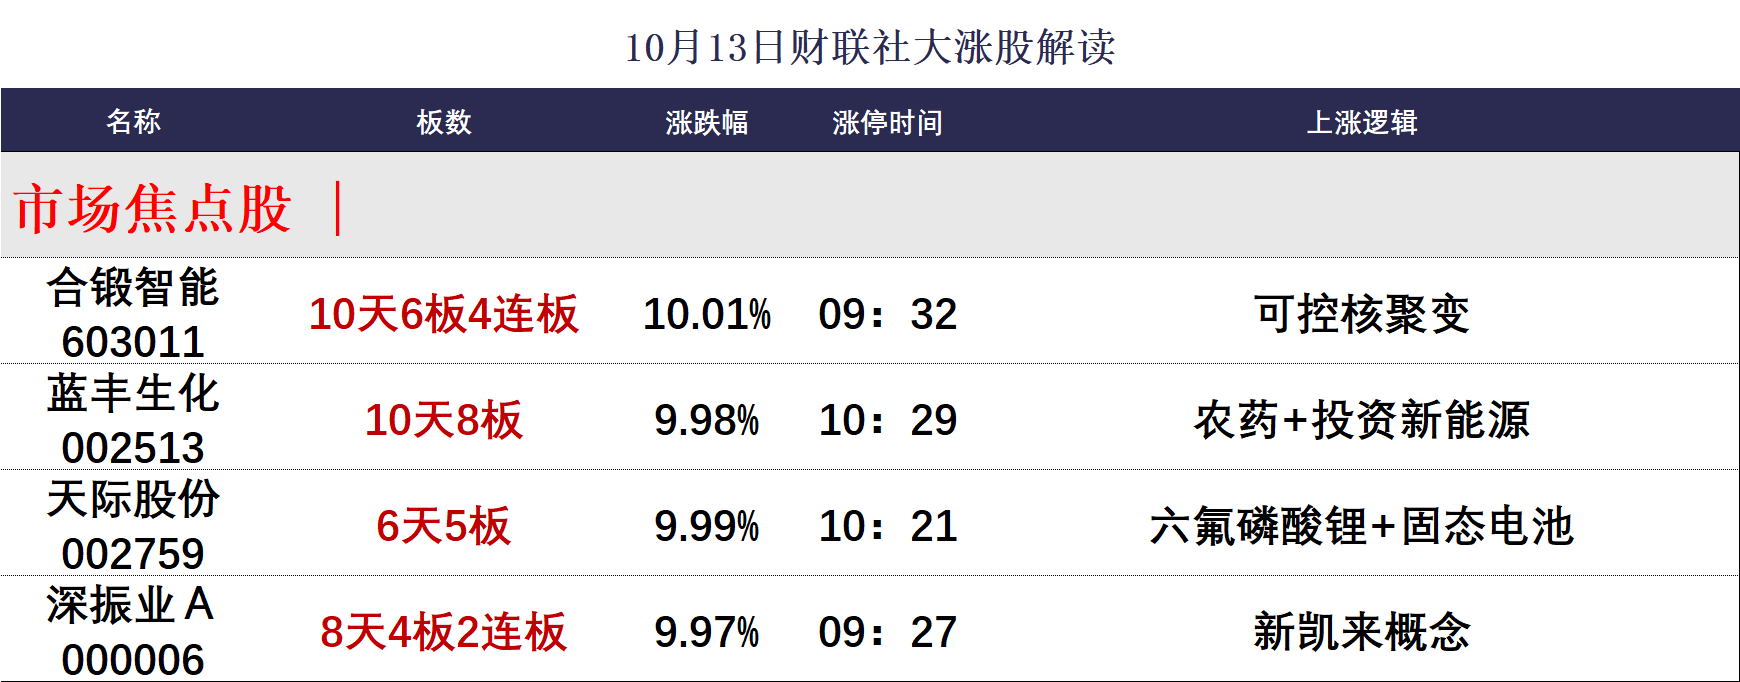 10月13日财联社大涨股解读
名称 板数 涨跌幅 涨停时间 上涨逻辑
市场焦点股 ｜
合锻智能
603011 10天6板4连板 10.01% 09：32 可控核聚变
蓝丰生化
002513 10天8板 9.98% 10：29 农药+投资新能源
天际股份
002759 6天5板 9.99% 10：21 六氟磷酸锂+固态电池
深振业Ａ
000006 8天4板2连板 9.97% 09：27 新凯来概念